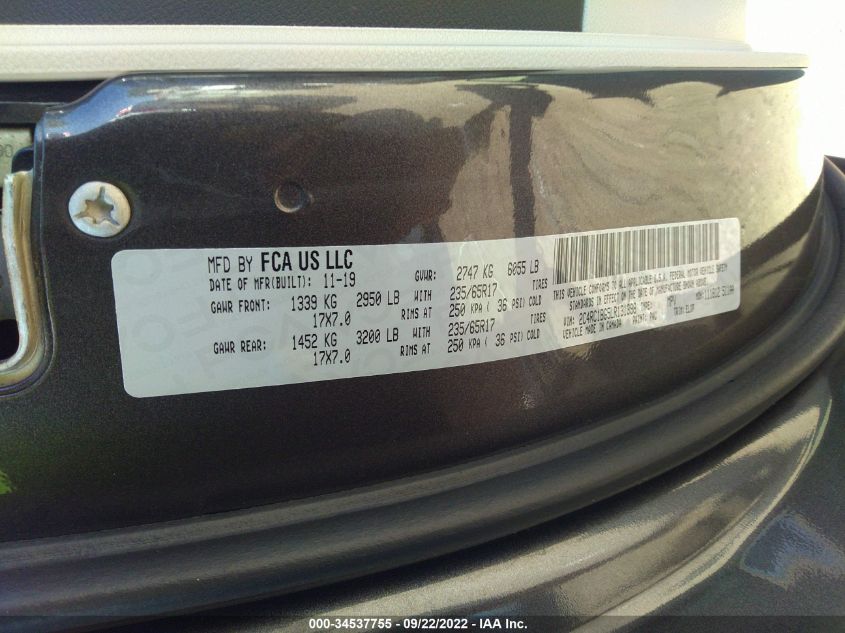 MFD BY FCA US LLC
DATE OF MFR(BUILT): 11-19
GVWR: 2747 KG 6055 LB
GAWR FRONT: 1339 KG 2950 LB WITH 235/65R17 TIRES
17X7.0 RIMS AT 250 KPA ( 36 PSI) COLD
GAWR REAR: 1452 KG 3200 LB WITH 235/65R17 TIRES
17X7.0 RIMS AT 250 KPA ( 36 PSI) COLD
THIS VEHICLE CONFORMS TO ALL APPLICABLE U.S.A. FEDERAL MOTOR VEHICLE SAFETY
STANDARDS IN EFFECT ON THE DATE OF MANUFACTURE SHOWN ABOVE
VIN: TYPE: MPV
MADE IN CANADA PAINT: TRIM:
000-34537755 - 09/22/2022 - IAA Inc.